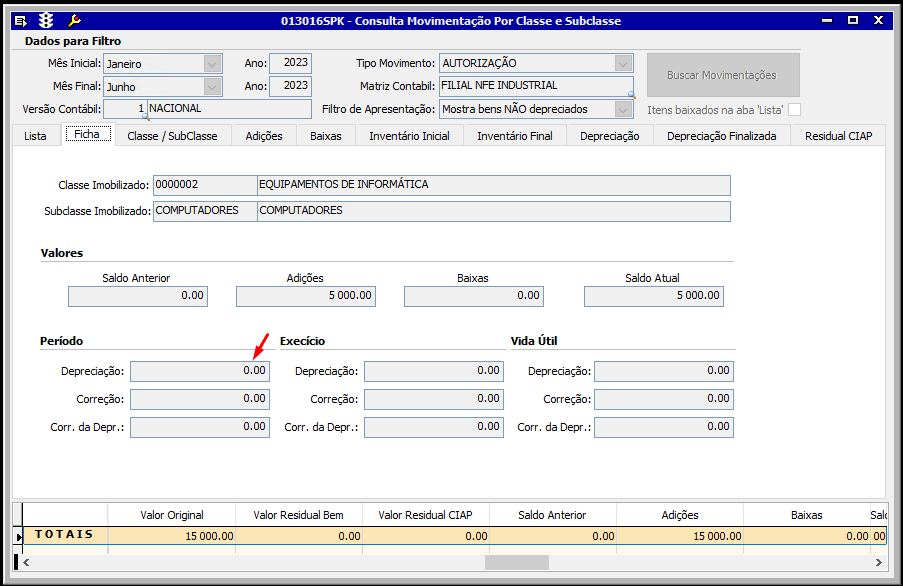 013016SPK - Consulta Movimentação Por Classe e Subclasse
Dados para Filtro
Mês Inicial: Janeiro Ano: 2023 Tipo Movimento: AUTORIZAÇÃO Buscar Movimentações
Mês Final: Junho Ano: 2023 Matriz Contabil: FILIAL NFE INDUSTRIAL
Versão Contábil: 1 NACIONAL Filtro de Apresentação: Mostra bens NÃO depreciados Itens baixados na aba 'Lista'
Lista Ficha Classe / SubClasse Adições Baixas Inventário Inicial Inventário Final Depreciação Depreciação Finalizada Residual CIAP
Classe Imobilizado: 0000002 EQUIPAMENTOS DE INFORMÁTICA
Subclasse Imobilizado: COMPUTADORES COMPUTADORES
Valores
Saldo Anterior Adições Baixas Saldo Atual
0.00 5 000.00 0.00 5 000.00
Período Execício Vida Útil
Depreciação: 0.00 Depreciação: 0.00 Depreciação: 0.00
Correção: 0.00 Correção: 0.00 Correção: 0.00
Corr. da Depr.: 0.00 Corr. da Depr.: 0.00 Corr. da Depr.: 0.00
Valor Original Valor Residual Bem Valor Residual CIAP Saldo Anterior Adições Baixas Salc
TOTAIS 15 000.00 0.00 0.00 0.00 15 000.00 0.00 00